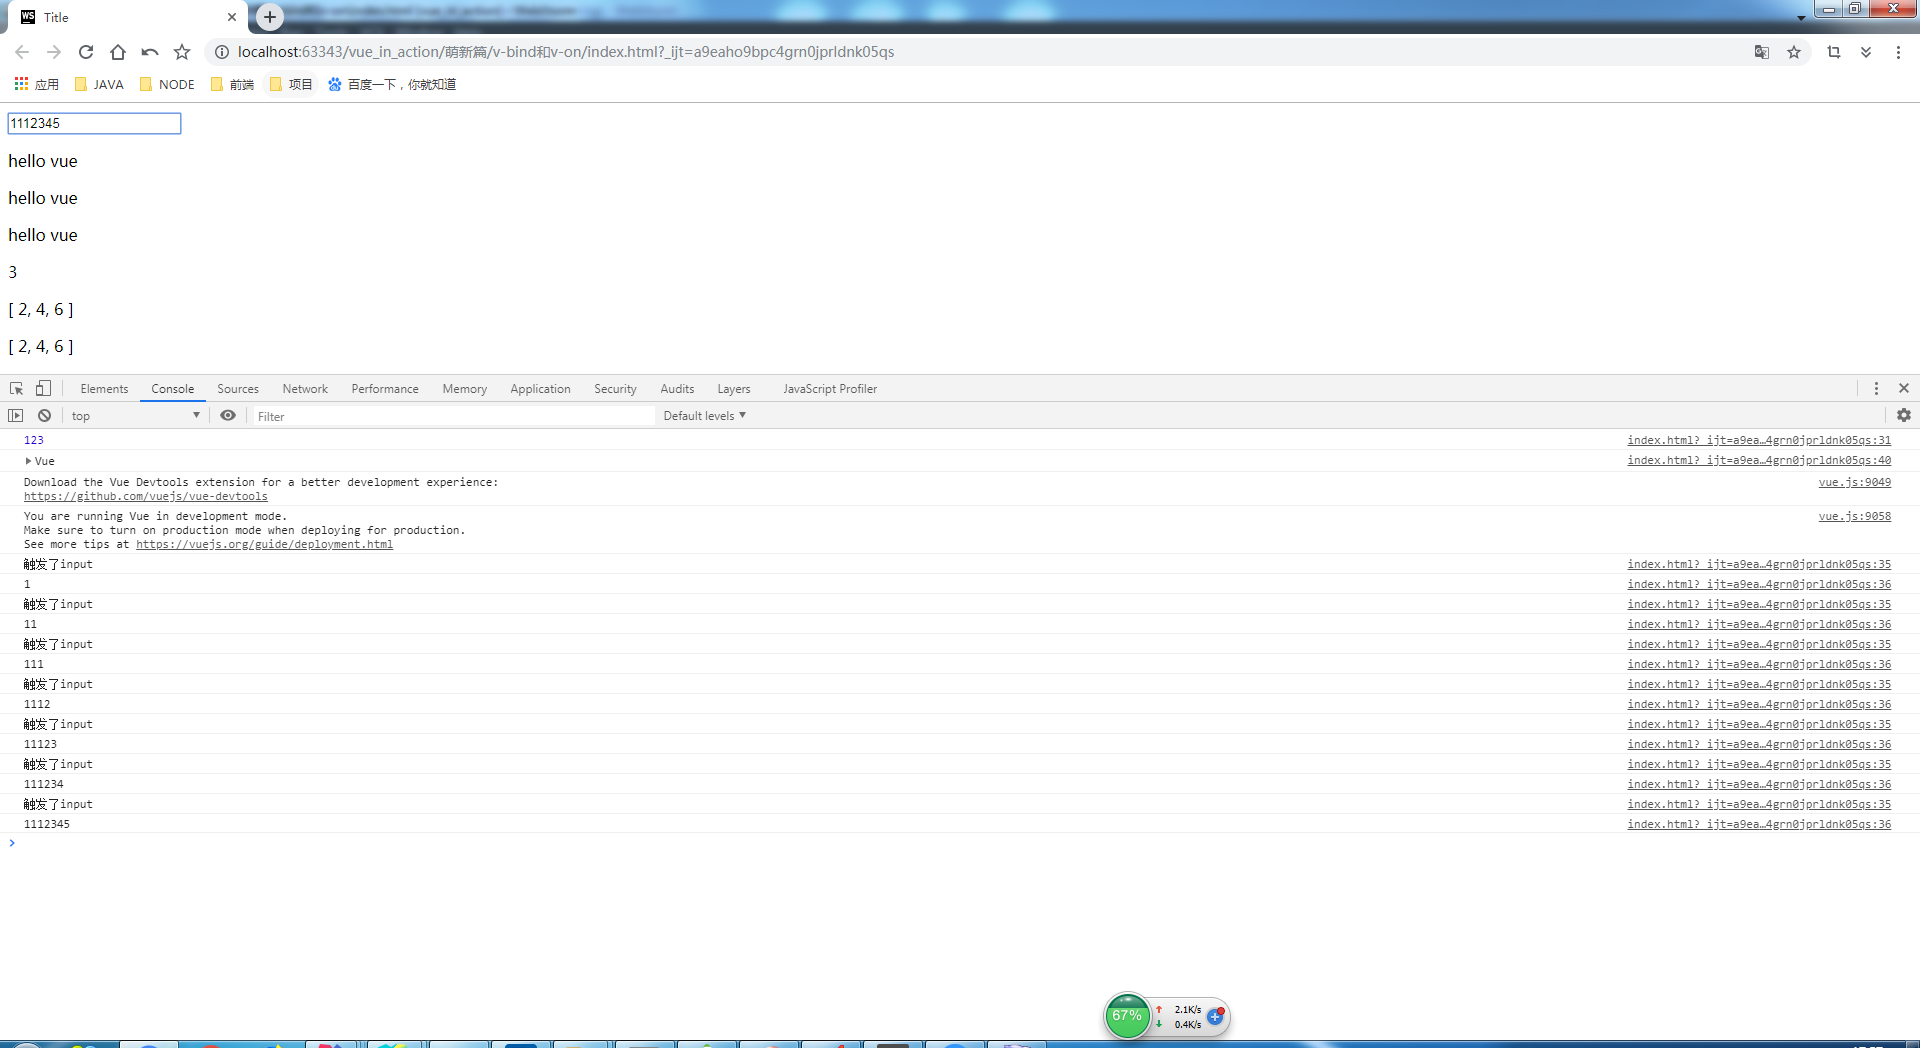 WS Title
localhost:63343/vue_in_action/萌新篇/v-bind和v-on/index.html?_ijt=a9eaho9bpc4grn0jprldnk05qs
应用 JAVA NODE 前端 项目 百度一下，你就知道
1112345
hello vue
hello vue
hello vue
3
[ 2, 4, 6 ]
[ 2, 4, 6 ]
Elements Console Sources Network Performance Memory Application Security Audits Layers JavaScript Profiler
top Filter Default levels
123 index.html?_ijt=a9ea…4grn0jprldnk05qs:31
Vue index.html?_ijt=a9ea…4grn0jprldnk05qs:40
Download the Vue Devtools extension for a better development experience: vue.js:9049
https://github.com/vuejs/vue-devtools
You are running Vue in development mode. vue.js:9058
Make sure to turn on production mode when deploying for production.
See more tips at https://vuejs.org/guide/deployment.html
触发了input index.html?_ijt=a9ea…4grn0jprldnk05qs:35
1 index.html?_ijt=a9ea…4grn0jprldnk05qs:36
触发了input index.html?_ijt=a9ea…4grn0jprldnk05qs:35
11 index.html?_ijt=a9ea…4grn0jprldnk05qs:36
触发了input index.html?_ijt=a9ea…4grn0jprldnk05qs:35
111 index.html?_ijt=a9ea…4grn0jprldnk05qs:36
触发了input index.html?_ijt=a9ea…4grn0jprldnk05qs:35
1112 index.html?_ijt=a9ea…4grn0jprldnk05qs:36
触发了input index.html?_ijt=a9ea…4grn0jprldnk05qs:35
11123 index.html?_ijt=a9ea…4grn0jprldnk05qs:36
触发了input index.html?_ijt=a9ea…4grn0jprldnk05qs:35
111234 index.html?_ijt=a9ea…4grn0jprldnk05qs:36
触发了input index.html?_ijt=a9ea…4grn0jprldnk05qs:35
1112345 index.html?_ijt=a9ea…4grn0jprldnk05qs:36
67% 2.1K/s
0.4K/s